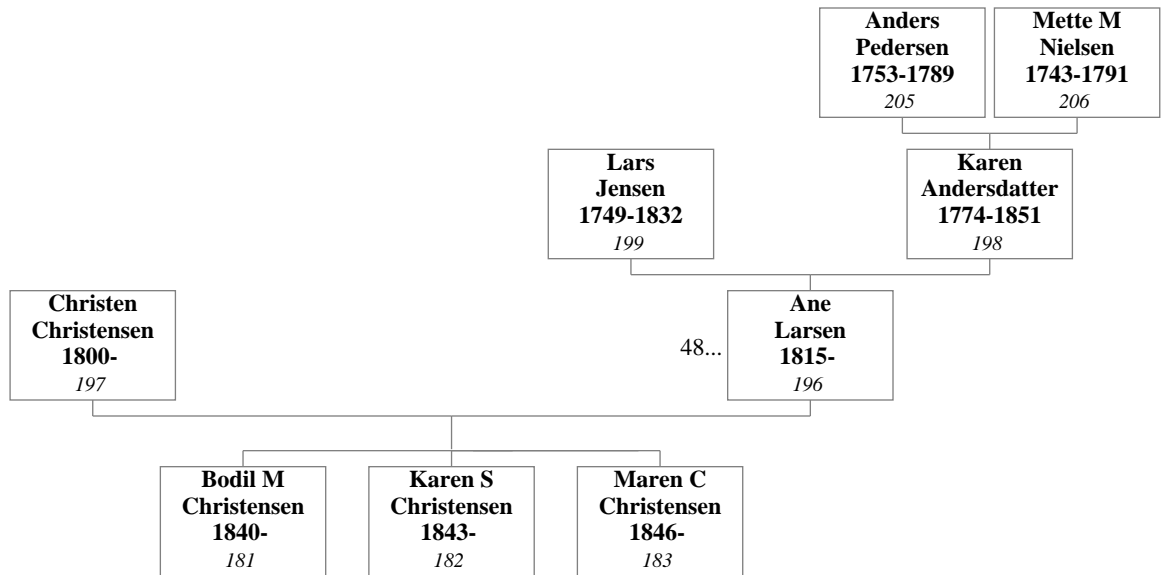 Anders
Pedersen
1753-1789
205
Mette M
Nielsen
1743-1791
206
Lars
Jensen
1749-1832
199
Karen
Andersdatter
1774-1851
198
Christen
Christensen
1800-
197
48...
Ane
Larsen
1815-
196
Bodil M
Christensen
1840-
181
Karen S
Christensen
1843-
182
Maren C
Christensen
1846-
183